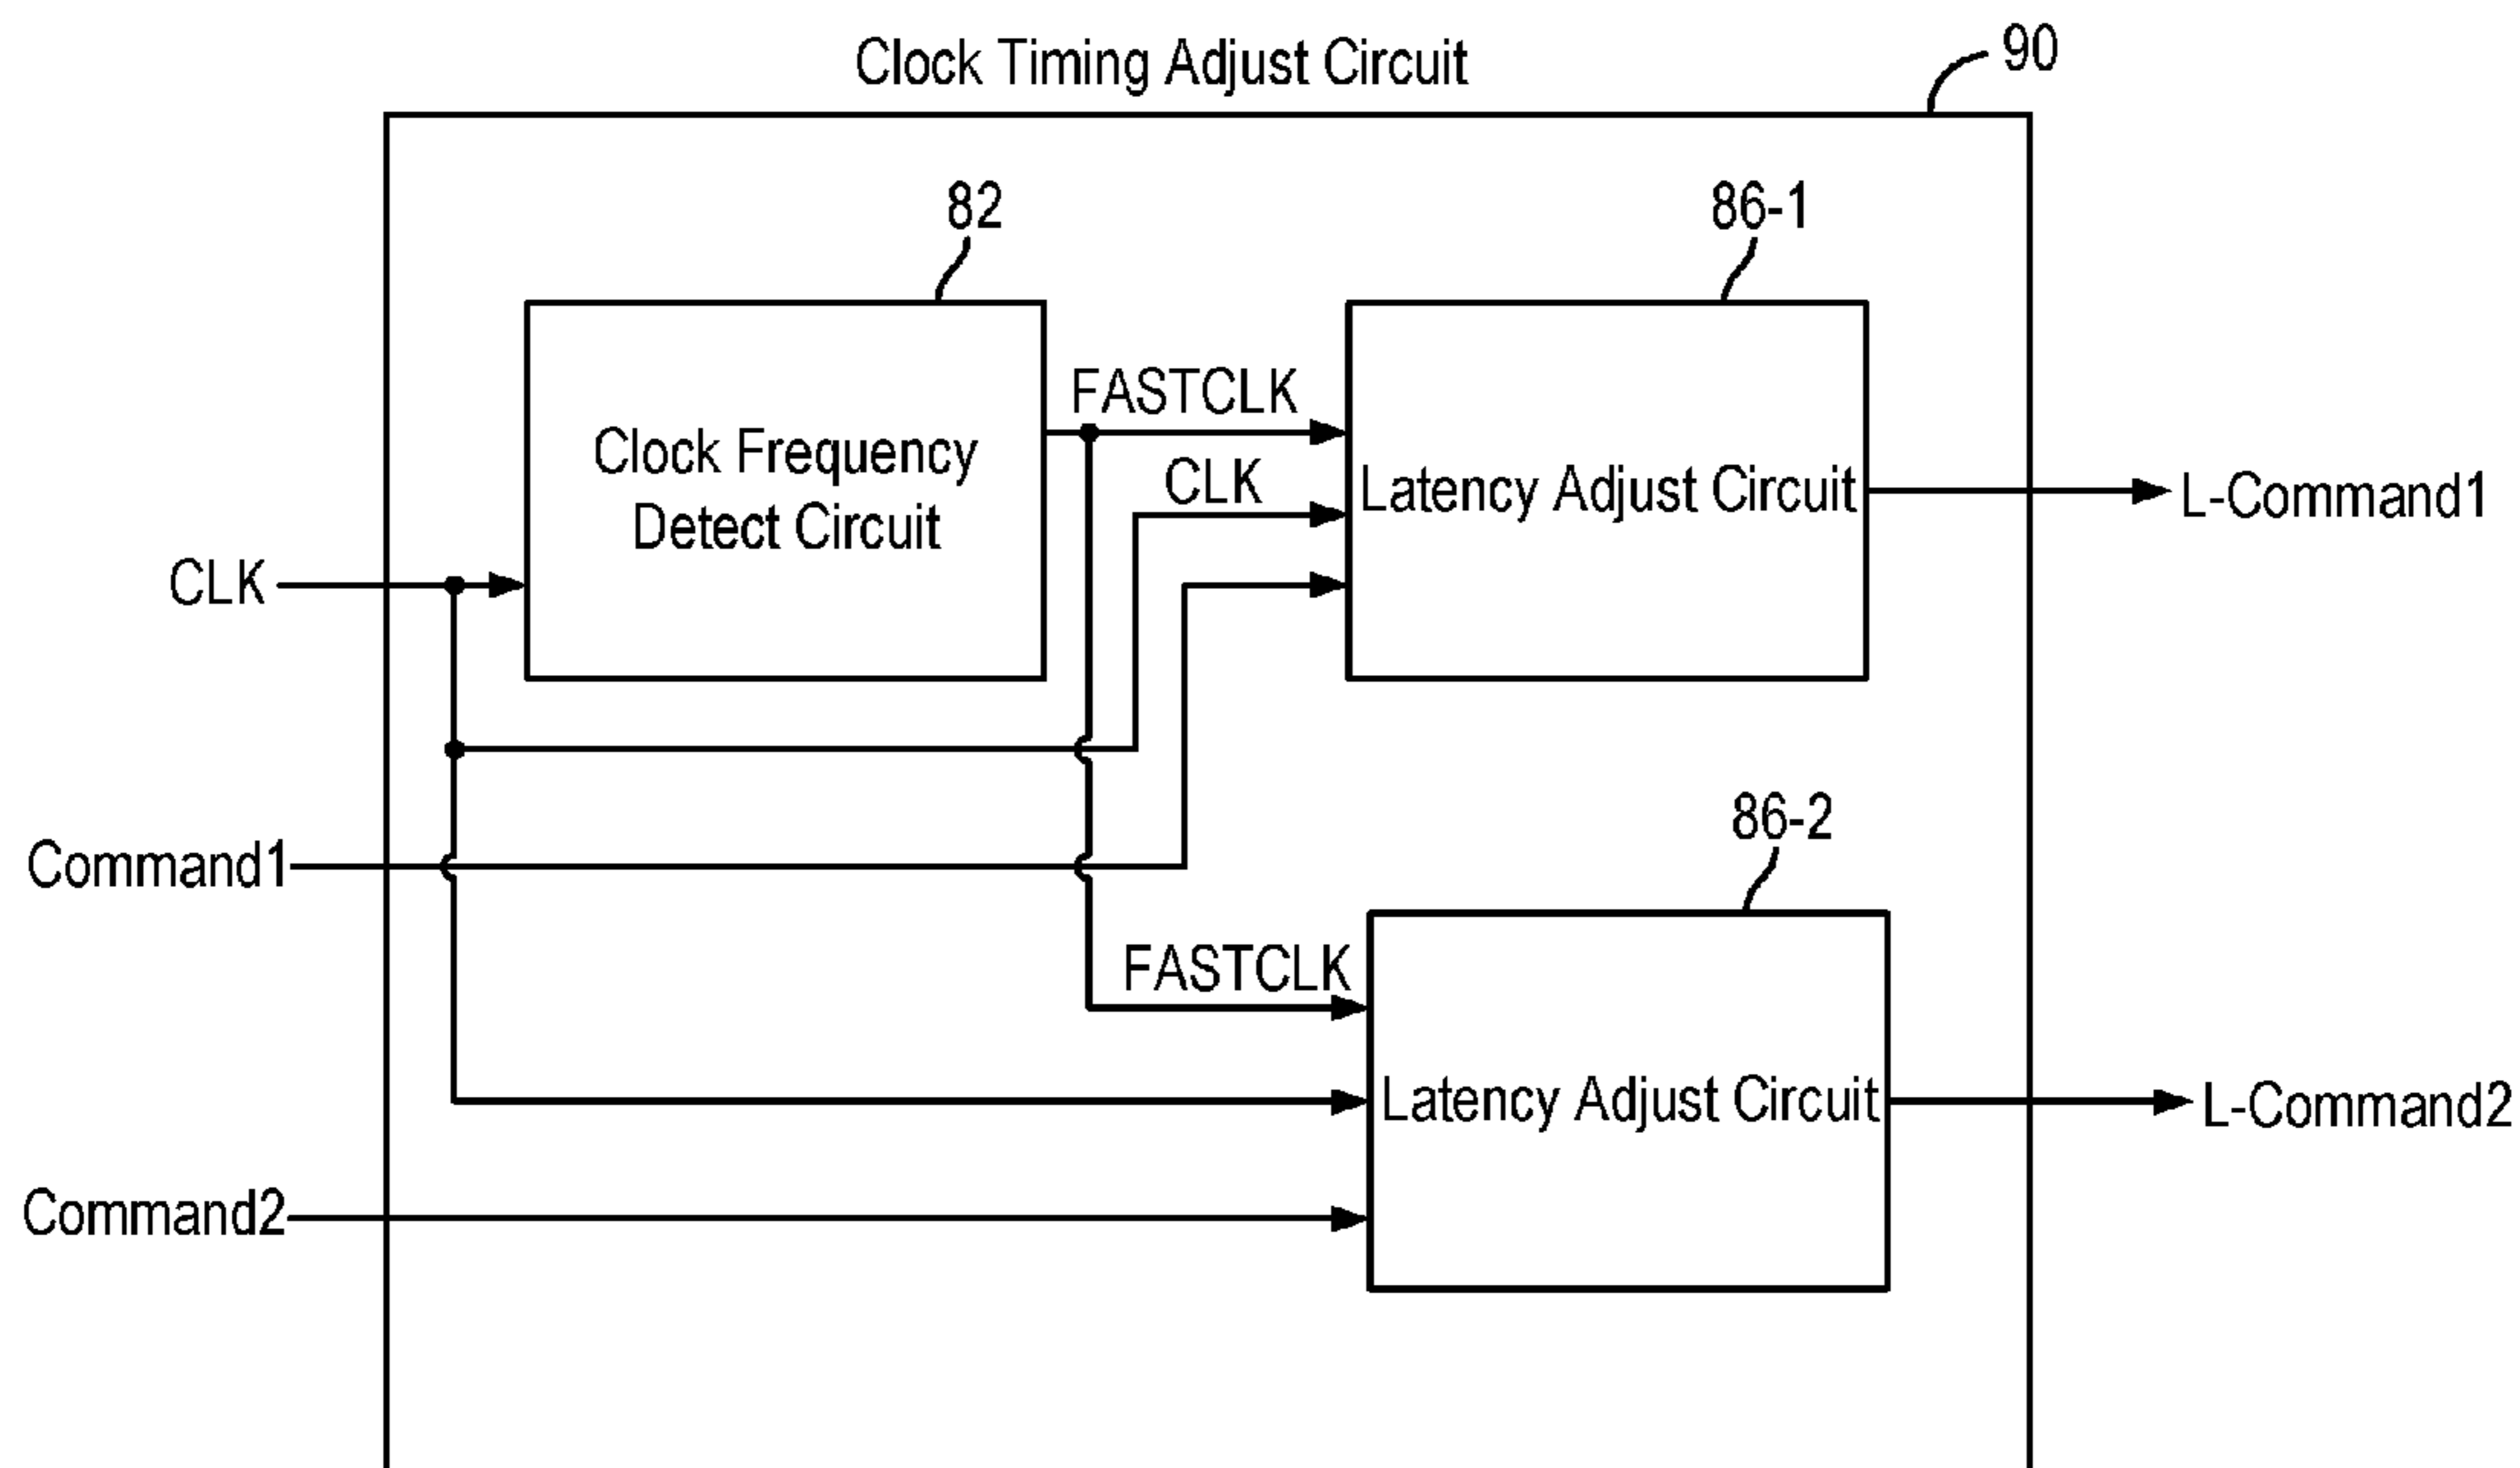 Clock Timing Adjust Circuit
90
82
86-1
FASTCLK
Clock Frequency
Detect Circuit
CLK
Latency Adjust Circuit
L-Command1
CLK
Command1
86-2
FASTCLK
Latency Adjust Circuit
L-Command2
Command2